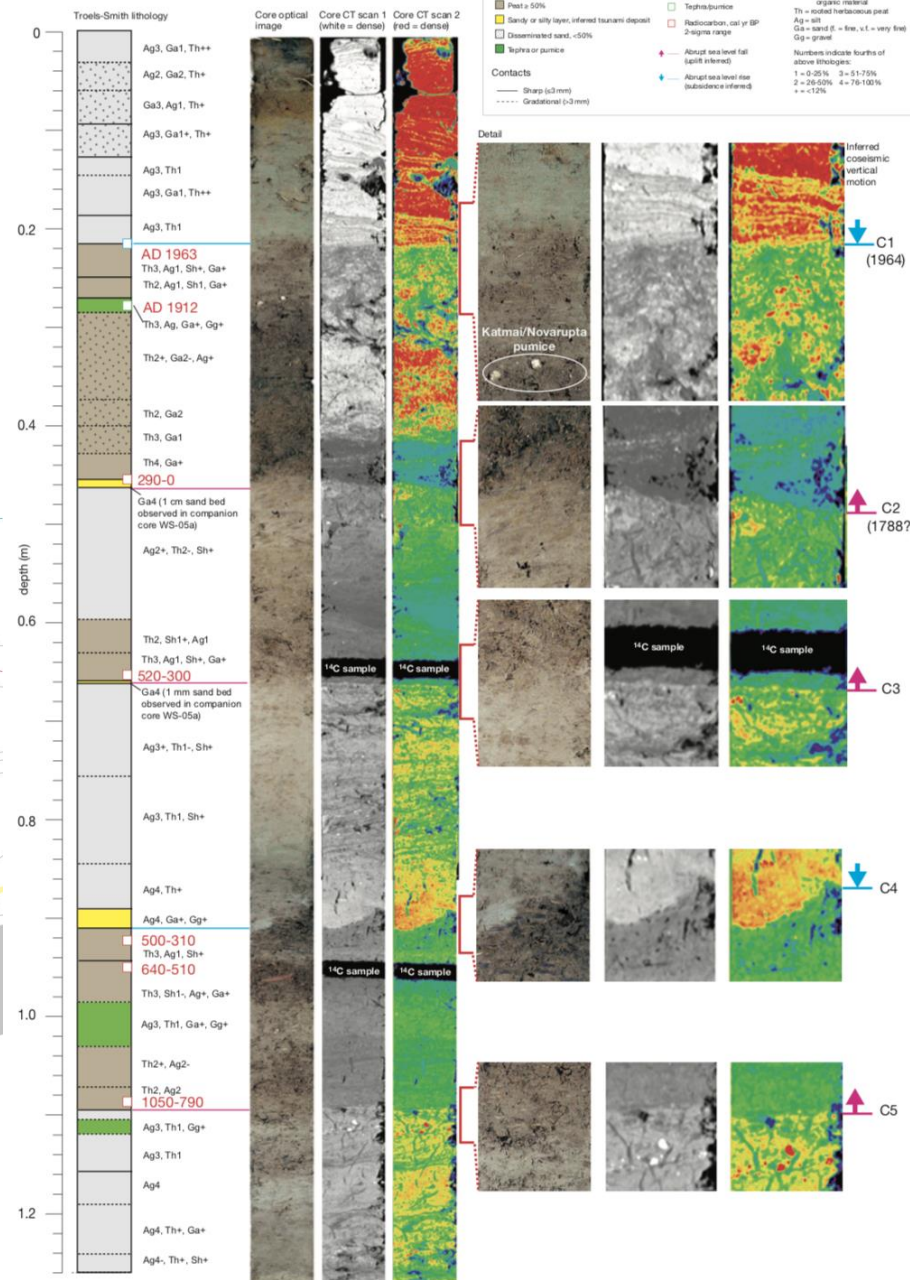 Troels-Smith lithology
Core optical
image
Core CT scan 1
(white = dense)
Core CT scan 2
(red = dense)
Peat ≥ 50%
Sandy or silty layer, inferred tsunami deposit
Disseminated sand, <50%
Tephra or pumice
Contacts
Sharp (≤3 mm)
Gradational (>3 mm)
Tephra/pumice
Radiocarbon, cal yr BP
2-sigma range
Abrupt sea level fall
(uplift inferred)
Abrupt sea level rise
(subsidence inferred)
organic material
Th = rooted herbaceous peat
Ag = silt
Ga = sand (f. = fine, v.f. = very fine)
Gg = gravel
Numbers indicate fourths of
above lithologies:
1 = 0-25% 3 = 51-75%
2 = 26-50% 4 = 76-100%
+ = <12%
depth (m)
0
0.2
0.4
0.6
0.8
1.0
1.2
Ag3, Ga1, Th++
Ag2, Ga2, Th+
Ga3, Ag1, Th+
Ag3, Ga1+, Th+
Ag3, Th1
Ag3, Ga1, Th++
Ag3, Th1
AD 1963
Th3, Ag1, Sh+, Ga+
Th2, Ag1, Sh1, Ga+
AD 1912
Th3, Ag, Ga+, Gg+
Th2+, Ga2-, Ag+
Th2, Ga2
Th3, Ga1
Th4, Ga+
290-0
Ga4 (1 cm sand bed
observed in companion
core WS-05a)
Ag2+, Th2-, Sh+
Th2, Sh1+, Ag1
Th3, Ag1, Sh+, Ga+
520-300
Ga4 (1 mm sand bed
observed in companion
core WS-05a)
Ag3+, Th1-, Sh+
Ag3, Th1, Sh+
Ag4, Th+
Ag4, Ga+, Gg+
500-310
Th3, Ag1, Sh+
640-510
Th3, Sh1-, Ag+, Ga+
Ag3, Th1, Ga+, Gg+
Th2+, Ag2-
Th2, Ag2
1050-790
Ag3, Th1, Gg+
Ag3, Th1
Ag4
Ag4, Th+, Ga+
Ag4-, Th+, Sh+
14C sample
14C sample
14C sample
14C sample
Detail
Inferred
coseismic
vertical
motion
Katmai/Novarupta
pumice
C1
(1964)
C2
(1788?
14C sample
14C sample
C3
C4
C5